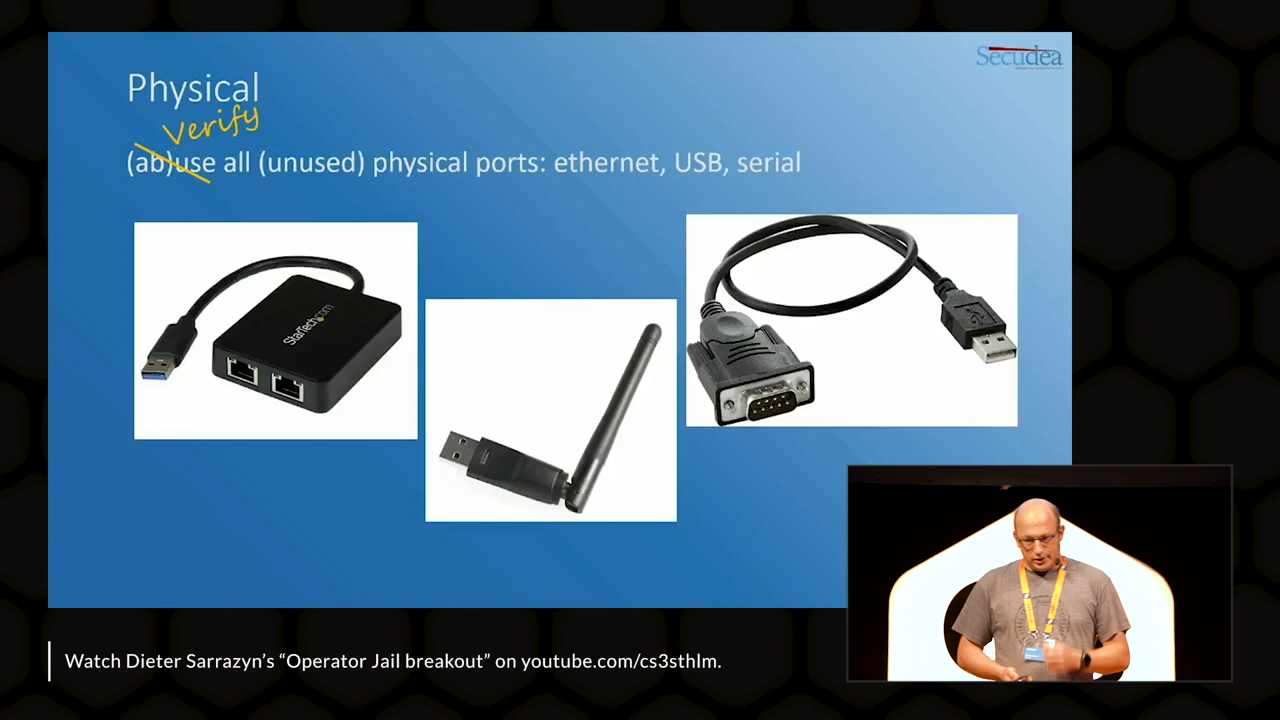 Secudea
Physical
verify
(ab)use all (unused) physical ports: ethernet, USB, serial
StarTech.com
Watch Dieter Sarrazyn’s “Operator Jail breakout” on youtube.com/cs3sthlm.